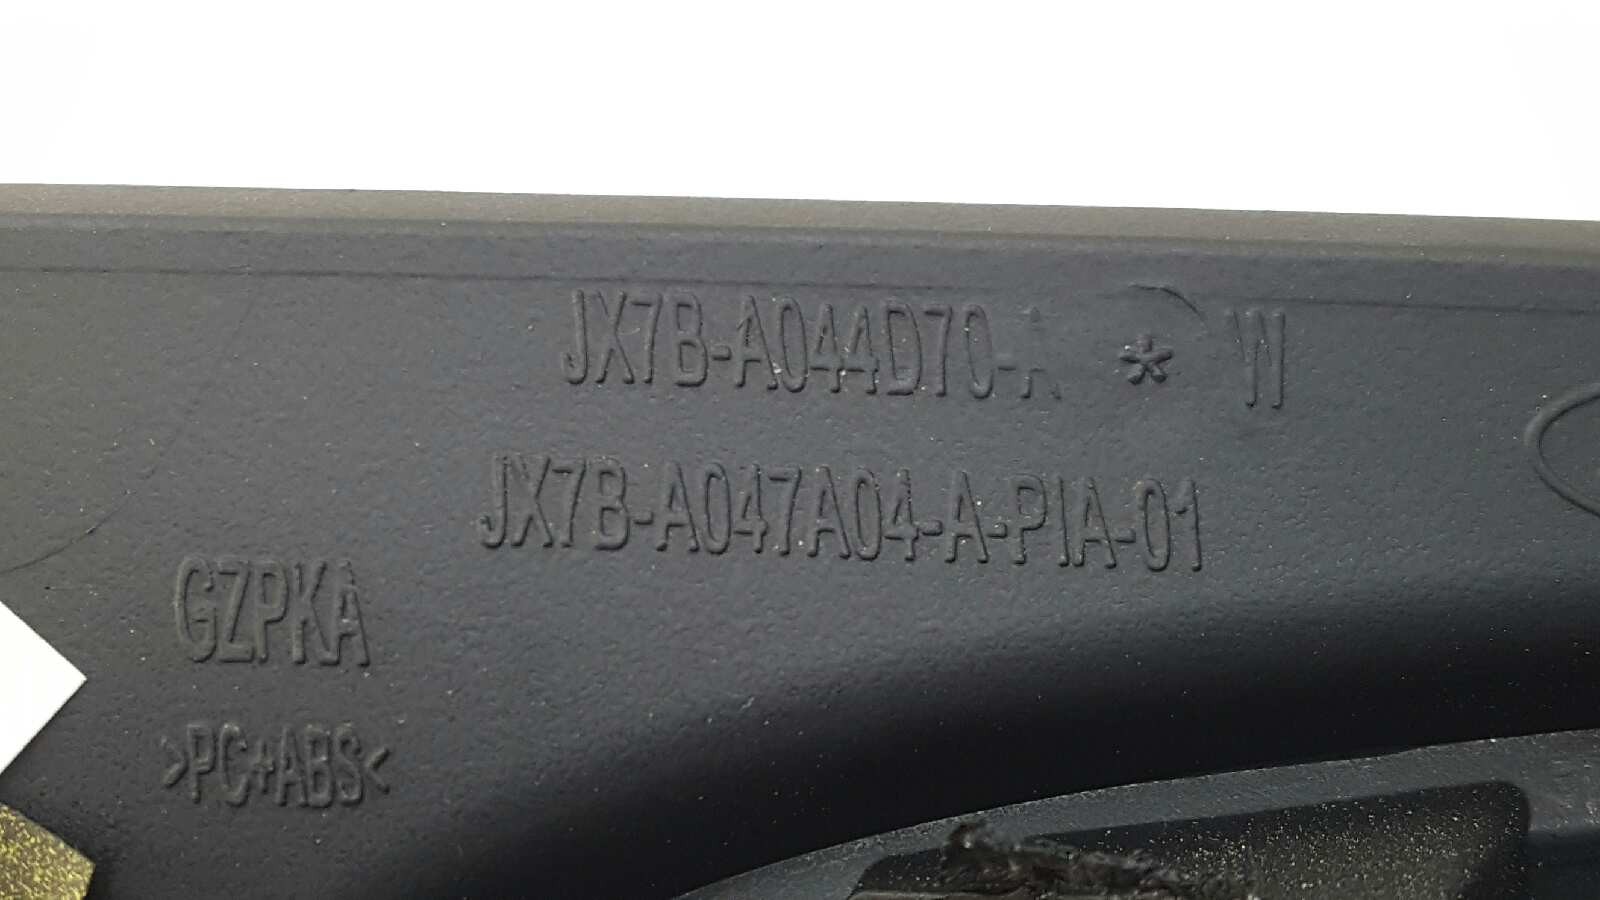 JX7B-A044D70-A * W
JX7B-A047A04-A-PIA-01
GZPKA
>PC+ABS<